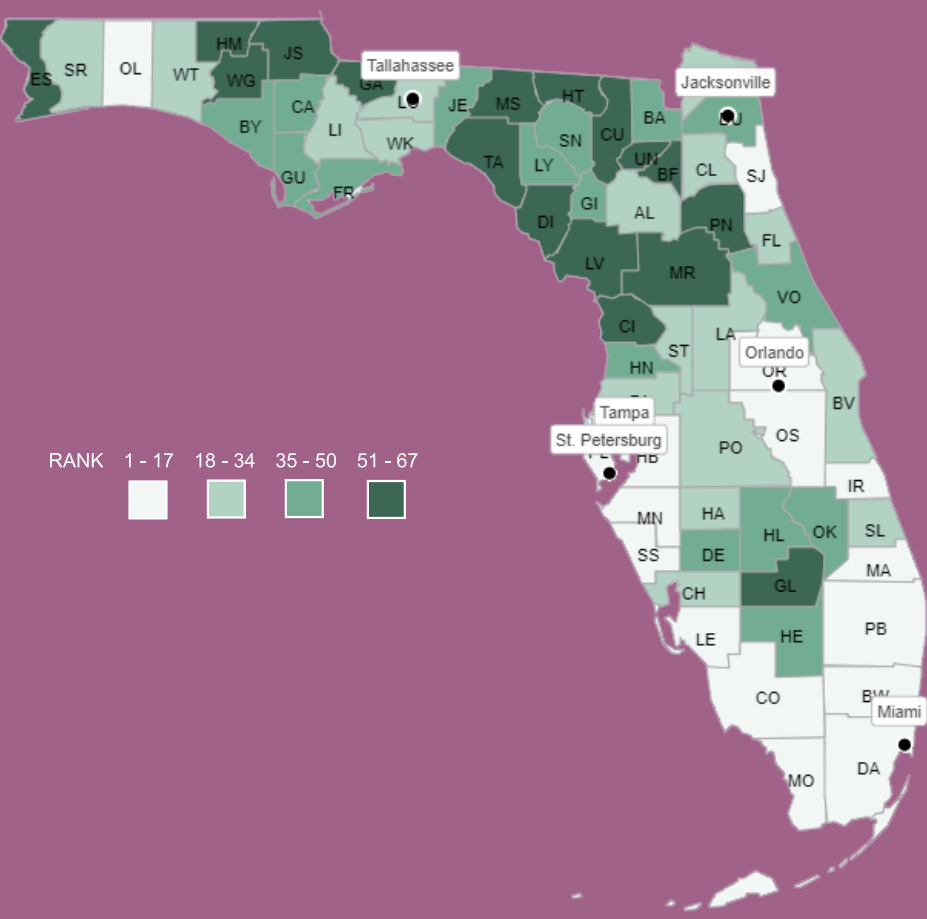 HM
JS
SR
OL
WT
ES
WG
Tallahassee
GA
CA
JE
MS
HT
Jacksonville
BY
LI
WK
SN
CU
BA
DU
TA
LY
UN
BF
CL
SJ
GU
FR
GI
AL
DI
PN
FL
LV
MR
VO
CI
ST
LA
HN
Orlando
OR
Tampa
BV
St. Petersburg
OS
PO
HB
RANK 1 - 17 18 - 34 35 - 50 51 - 67
IR
MN
HA
HL
OK
SL
SS
DE
MA
CH
GL
LE
HE
PB
CO
BW
Miami
DA
MO